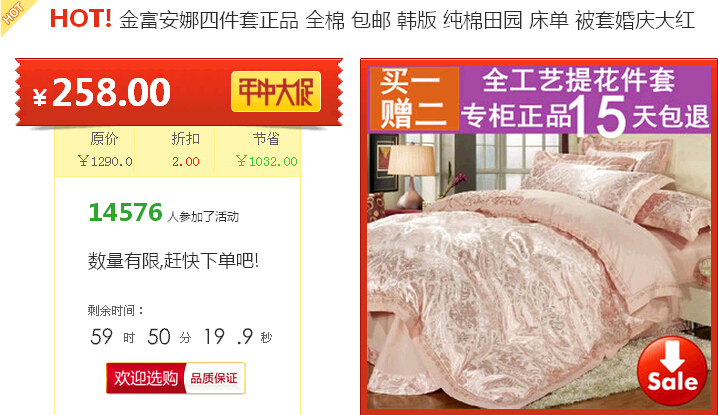 HOT
HOT! 金富安娜四件套正品 全棉 包邮 韩版 纯棉田园 床单 被套婚庆大红
¥258.00 年中大促
原价 折扣 节省
￥1290.0 2.00 ￥1032.00
14576 人参加了活动
数量有限,赶快下单吧!
剩余时间：
59 时 50 分 19 .9 秒
欢迎选购 品质保证
买一赠二
全工艺提花件套
专柜正品15天包退
Sale